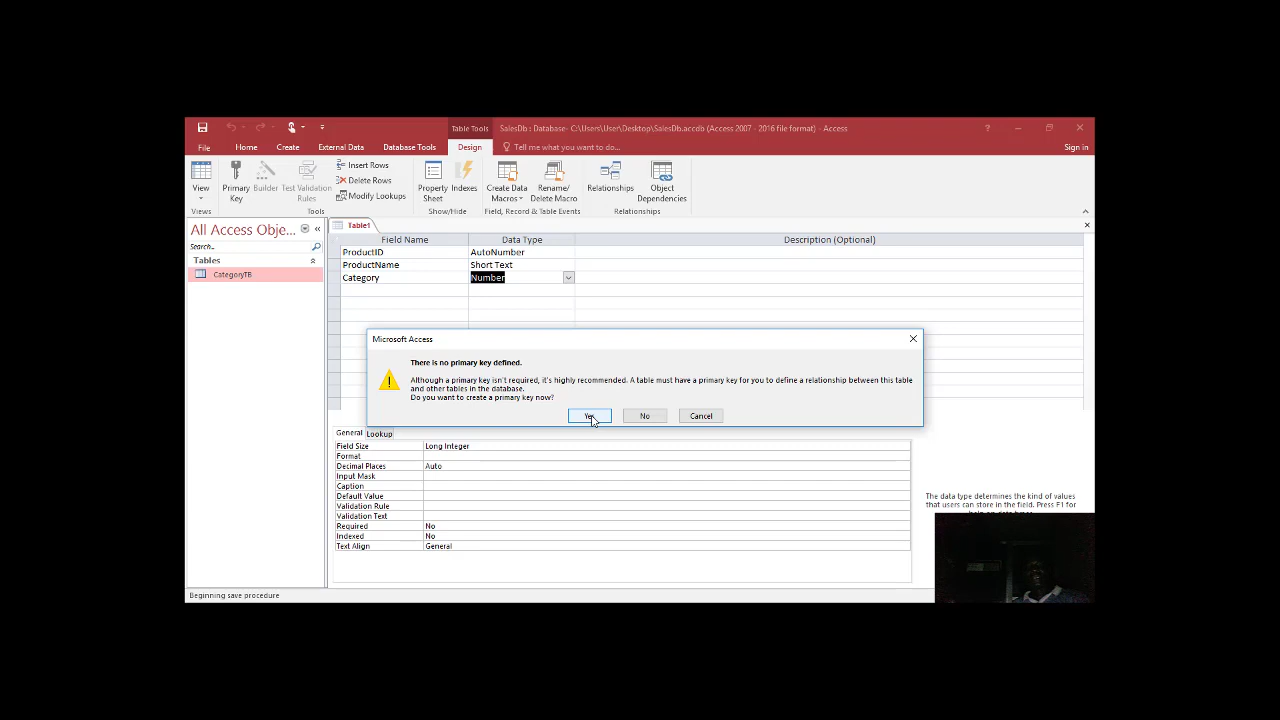 Table Tools
SalesDb : Database- C:\Users\User\Desktop\SalesDb.accdb (Access 2007 - 2016 file format) - Access
?
File
Home
Create
External Data
Database Tools
Design
Tell me what you want to do...
Sign in
View
Primary
Key
Builder
Test Validation
Rules
Insert Rows
Delete Rows
Modify Lookups
Property
Sheet
Indexes
Create Data
Macros
Rename/
Delete Macro
Relationships
Object
Dependencies
Views
Tools
Show/Hide
Field, Record & Table Events
Relationships
All Access Obje...
Search...
Tables
CategoryTB
Table1
Field Name
Data Type
Description (Optional)
ProductID
AutoNumber
ProductName
Short Text
Category
Number
Microsoft Access
There is no primary key defined.
Although a primary key isn't required, it's highly recommended. A table must have a primary key for you to define a relationship between this table
and other tables in the database.
Do you want to create a primary key now?
Yes
No
Cancel
General
Lookup
Field Size
Long Integer
Format
Decimal Places
Auto
Input Mask
Caption
Default Value
Validation Rule
Validation Text
Required
No
Indexed
No
Text Align
General
The data type determines the kind of values
that users can store in the field. Press F1 for
Beginning save procedure